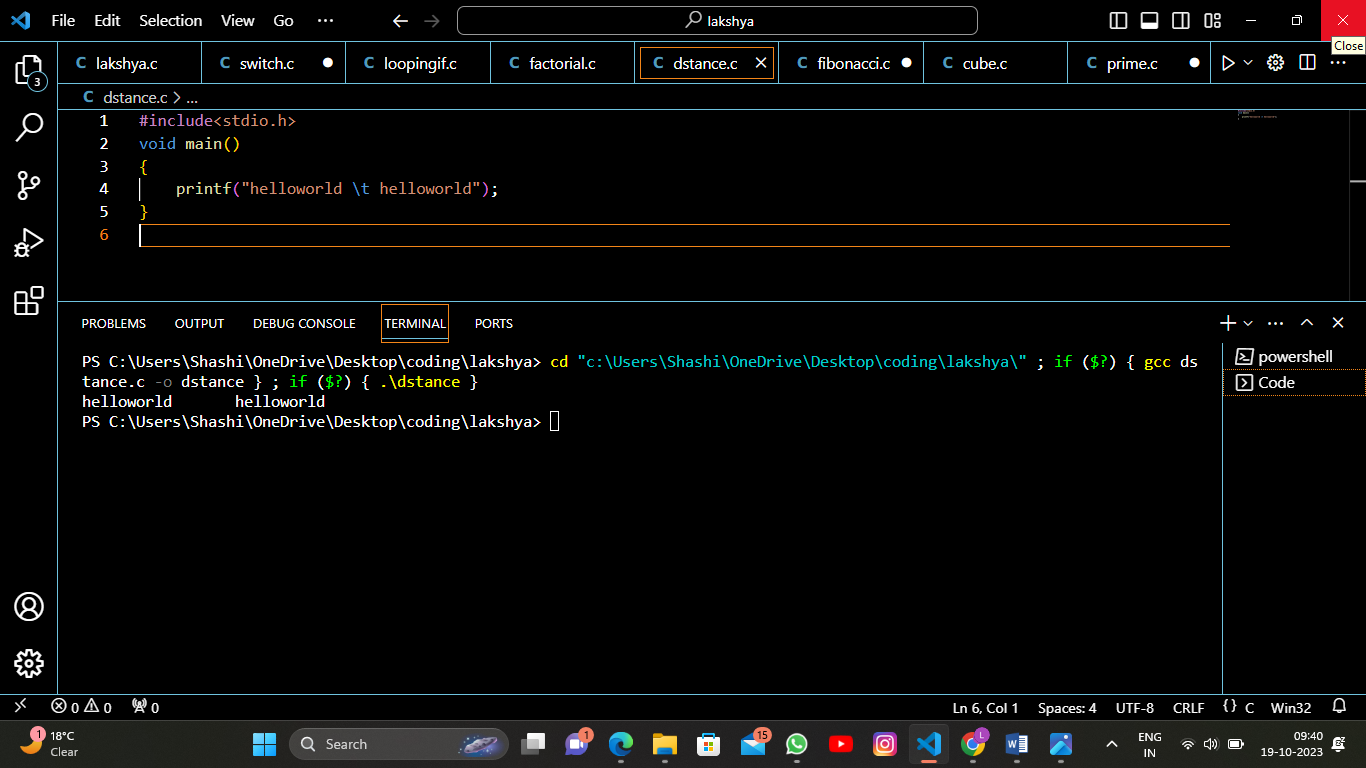 File Edit Selection View Go ··· lakshya
Close
lakshya.c switch.c loopingif.c factorial.c dstance.c fibonacci.c cube.c prime.c
3
C dstance.c > ...
1 #include<stdio.h>
2 void main()
3 {
4     printf("helloworld \t helloworld");
5 }
6
PROBLEMS OUTPUT DEBUG CONSOLE TERMINAL PORTS
PS C:\Users\Shashi\OneDrive\Desktop\coding\lakshya> cd "c:\Users\Shashi\OneDrive\Desktop\coding\lakshya\" ; if ($?) { gcc ds
tance.c -o dstance } ; if ($?) { .\dstance }
helloworld       helloworld
PS C:\Users\Shashi\OneDrive\Desktop\coding\lakshya>
powershell
Code
0 0 0 Ln 6, Col 1 Spaces: 4 UTF-8 CRLF {} C Win32
1 18°C
Clear
Search
1
15
L
ENG
IN
09:40
19-10-2023